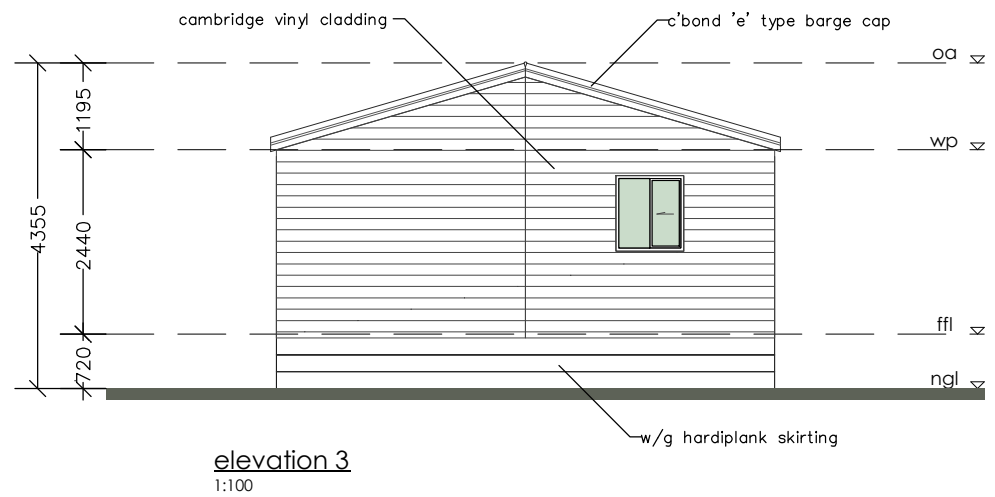 cambridge vinyl cladding
c'bond 'e' type barge cap
oa
1195
wp
4355
2440
ffl
720
ngl
w/g hardiplank skirting
elevation 3
1:100